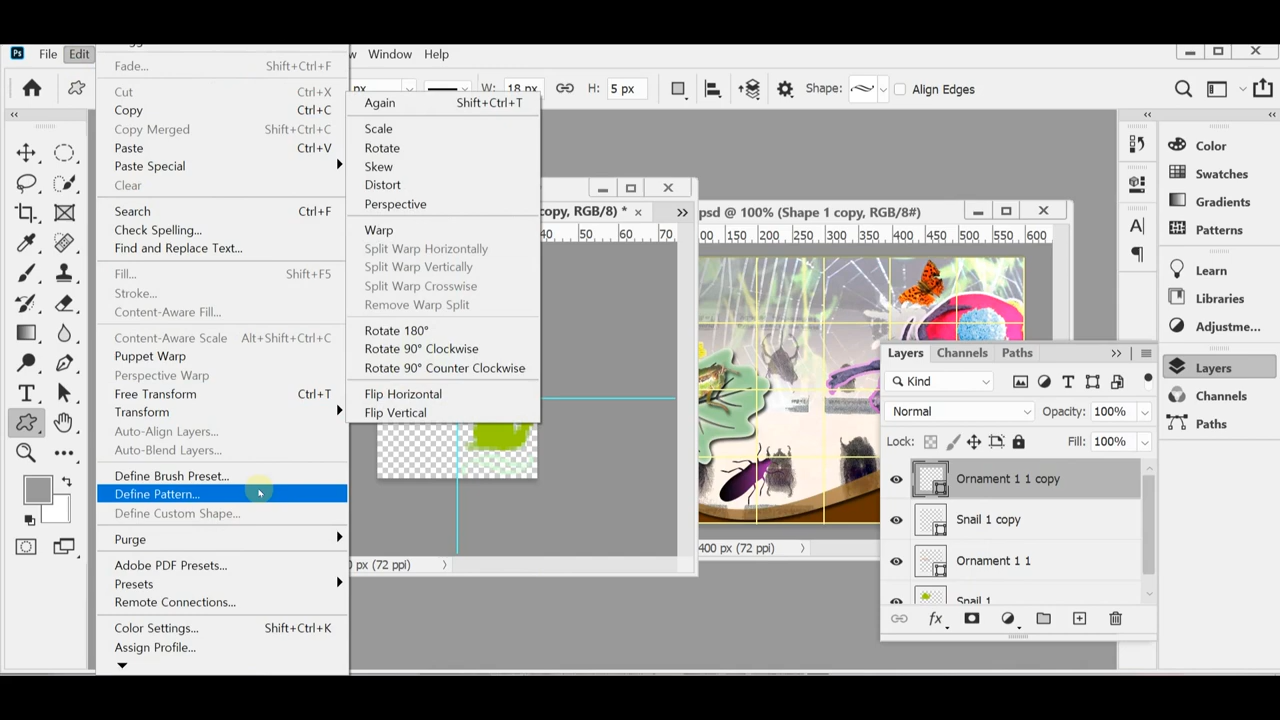 Ps File Edit Window Help
Fade... Shift+Ctrl+F
Cut Ctrl+X
Copy Ctrl+C
Copy Merged Shift+Ctrl+C
Paste Ctrl+V
Paste Special
Clear
Search Ctrl+F
Check Spelling...
Find and Replace Text...
Fill... Shift+F5
Stroke...
Content-Aware Fill...
Content-Aware Scale Alt+Shift+Ctrl+C
Puppet Warp
Perspective Warp
Free Transform Ctrl+T
Transform
Auto-Align Layers...
Auto-Blend Layers...
Define Brush Preset...
Define Pattern...
Define Custom Shape...
Purge
Adobe PDF Presets...
Presets
Remote Connections...
Color Settings... Shift+Ctrl+K
Assign Profile...
px W: 18 px H: 5 px Shape: Align Edges
Again Shift+Ctrl+T
Scale
Rotate
Skew
Distort
Perspective
Warp
Split Warp Horizontally
Split Warp Vertically
Split Warp Crosswise
Remove Warp Split
Rotate 180°
Rotate 90° Clockwise
Rotate 90° Counter Clockwise
Flip Horizontal
Flip Vertical
copy, RGB/8) * ×
40 50 60 70
0 px (72 ppi)
psd @ 100% (Shape 1 copy, RGB/8#)
00 150 200 250 300 350 400 450 500 550 600
400 px (72 ppi)
Layers Channels Paths
Kind
Normal Opacity: 100%
Lock: Fill: 100%
Ornament 1 1 copy
Snail 1 copy
Ornament 1 1
Snail 1
fx
Color
Swatches
Gradients
Patterns
Learn
Libraries
Adjustme...
Layers
Channels
Paths